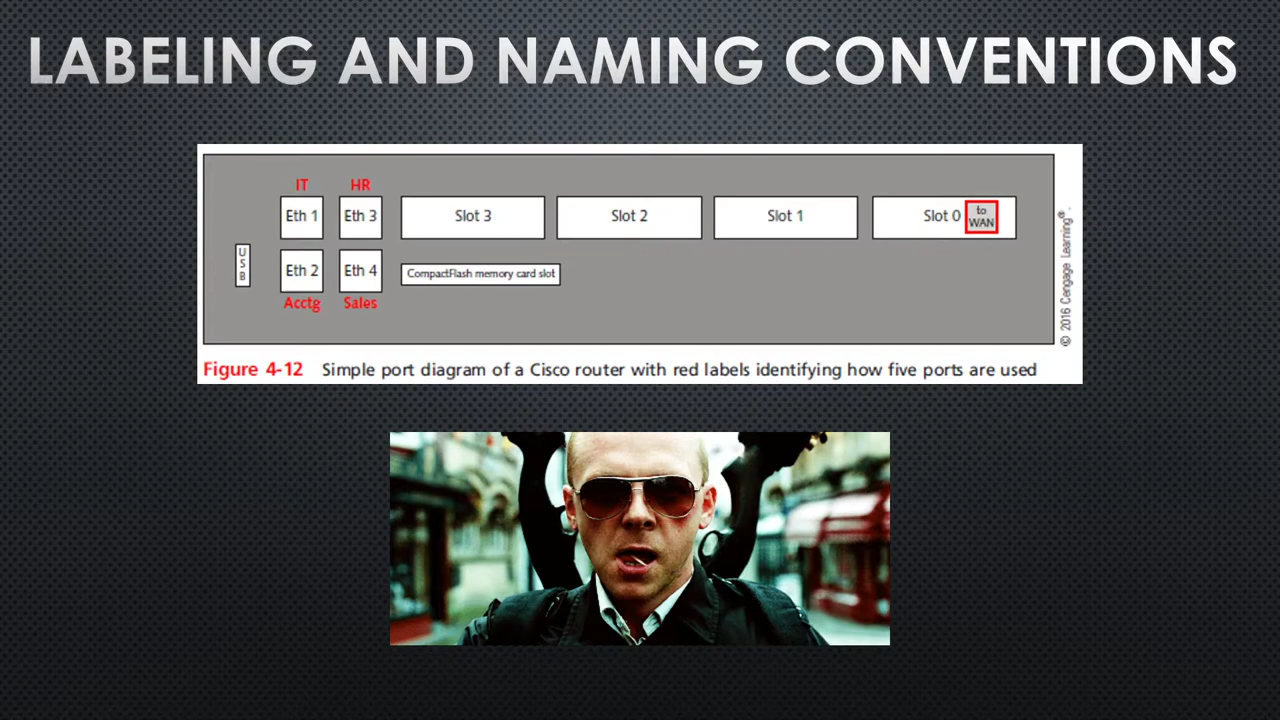 LABELING AND NAMING CONVENTIONS
IT HR
Eth 1 Eth 3 Slot 3 Slot 2 Slot 1 Slot 0 to WAN
USB
Eth 2 Eth 4 CompactFlash memory card slot
Acctg Sales
© 2016 Cengage Learning®.
Figure 4-12 Simple port diagram of a Cisco router with red labels identifying how five ports are used